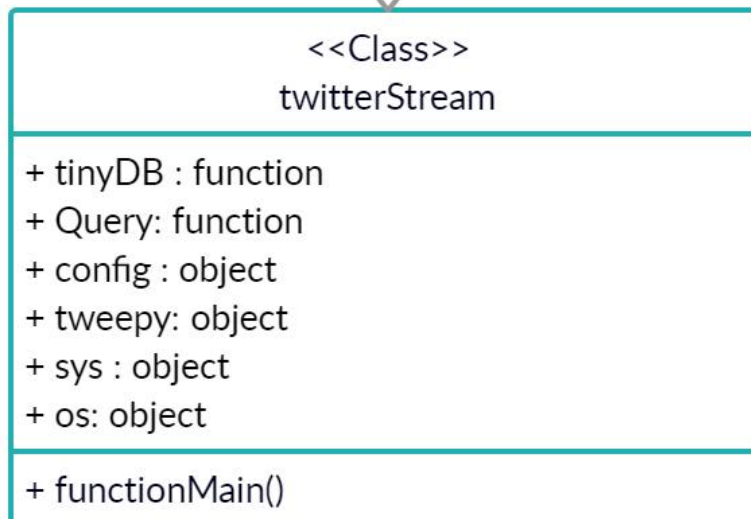 <<Class>>
twitterStream
+ tinyDB : function
+ Query: function
+ config : object
+ tweepy: object
+ sys : object
+ os: object
+ functionMain()